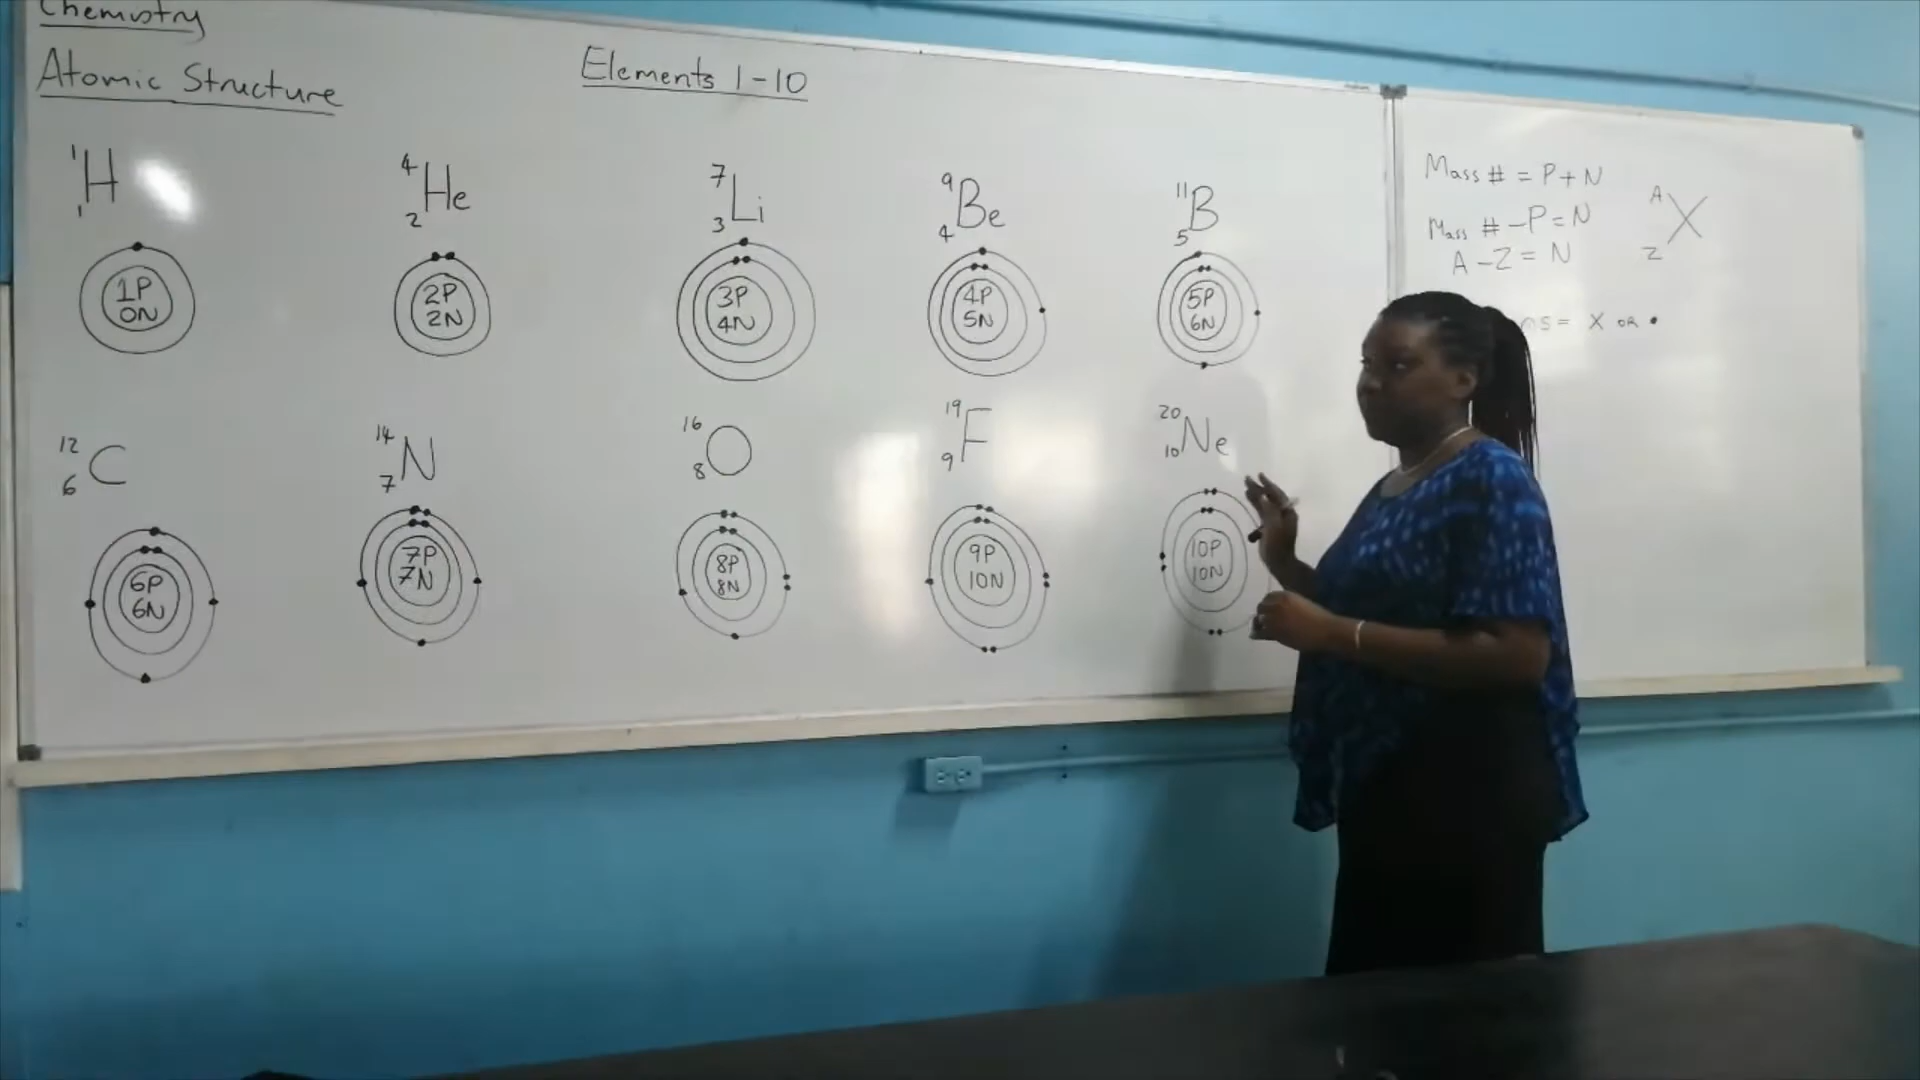 Chemistry
Atomic Structure
Elements 1-10
1 H 1
4 He 2
7 Li 3
9 Be 4
11 B 5
1P
0N
2P
2N
3P
4N
4P
5N
5P
6N
12 C 6
14 N 7
16 O 8
19 F 9
20 Ne 10
6P
6N
7P
7N
8P
8N
9P
10N
10P
10N
Mass # = P + N
Mass # - P = N
A - Z = N
A X Z
= X OR •